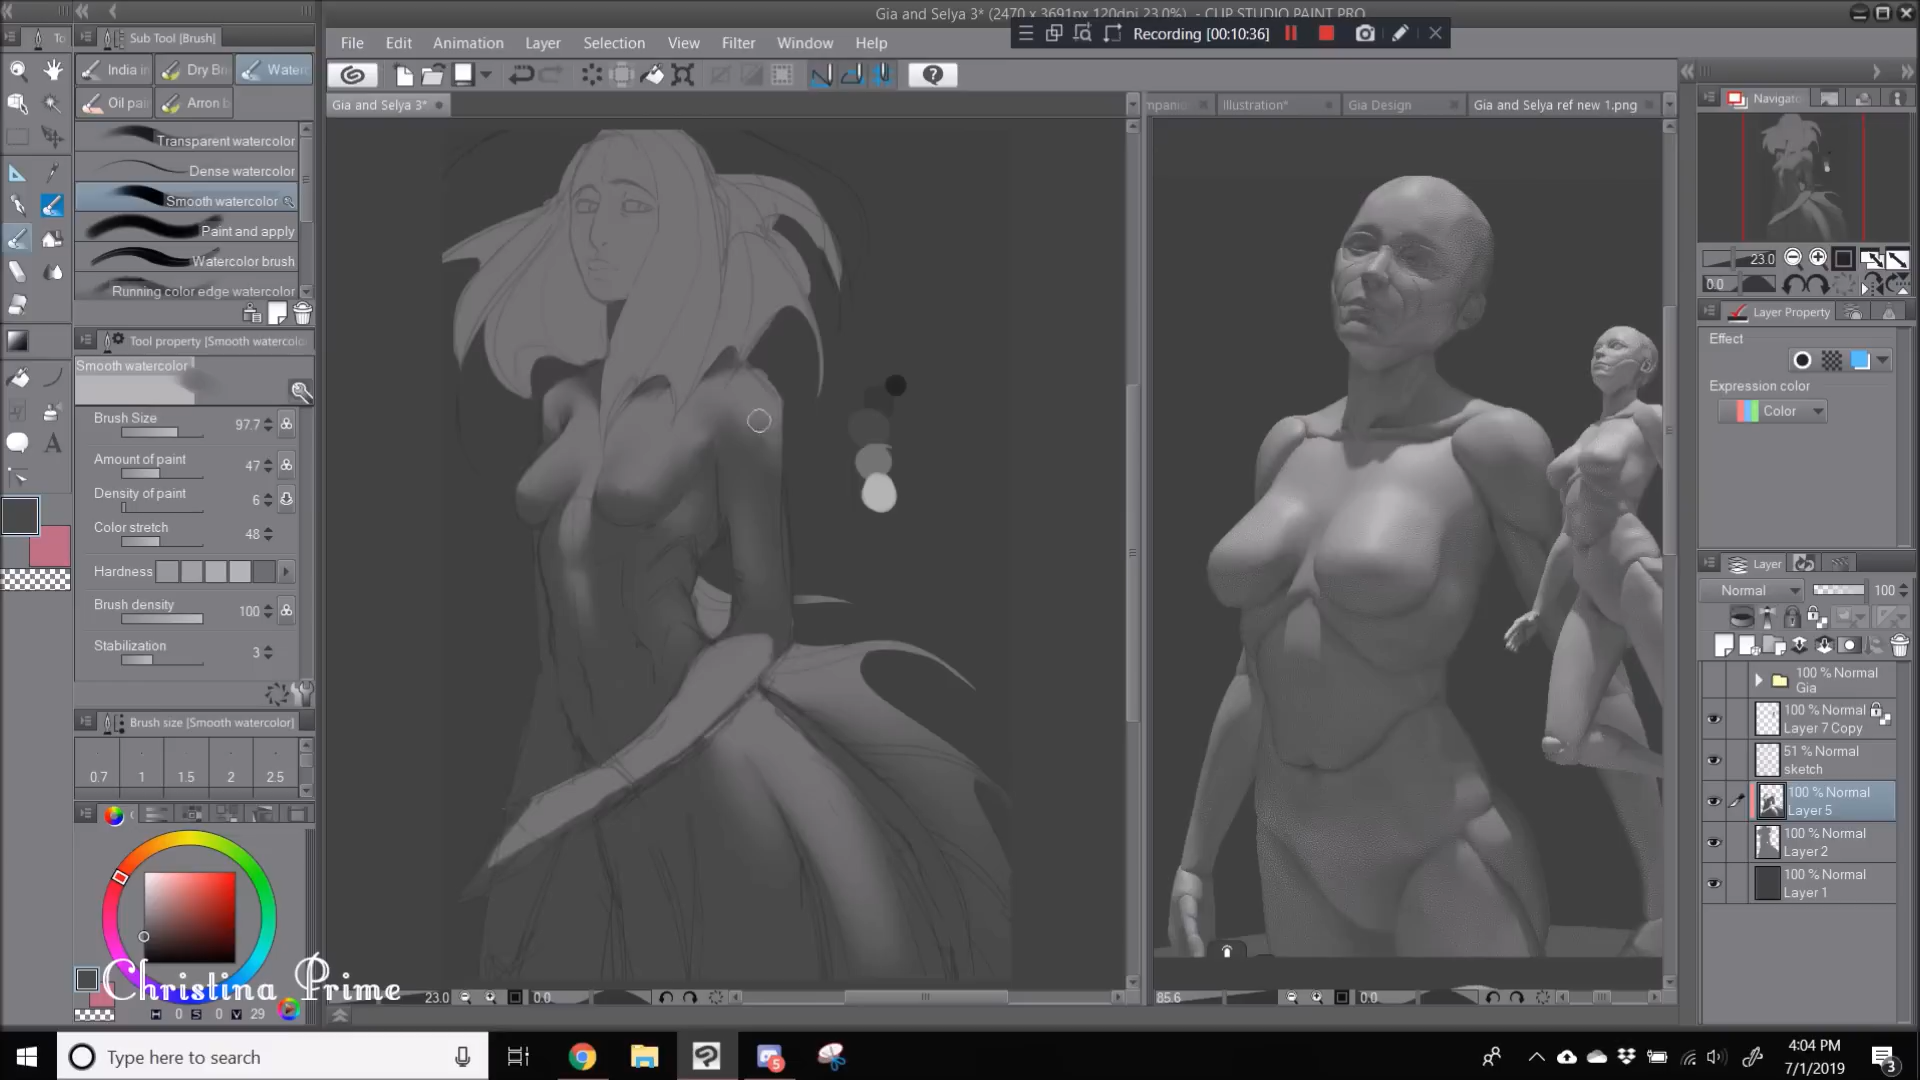 Gia and Selya 3* (2470 x 3691px 120dpi 23.0%) - CLIP STUDIO PAINT PRO
Sub Tool [Brush]
File Edit Animation Layer Selection View Filter Window Help
Recording [00:10:36]
India in
Dry Br
Water
Oil pain
Arron b
Gia and Selya 3*
Illustration*
Gia Design
Gia and Selya ref new 1.png
Navigator
Transparent watercolor
Dense watercolor
Smooth watercolor
Paint and apply
Watercolor brush
Running color edge watercolor
23.0
0.0
Layer Property
Tool property [Smooth watercolo
Smooth watercolor
Effect
Expression color
Color
Brush Size 97.7
Amount of paint 47
Density of paint 6
Color stretch 48
Hardness
Brush density 100
Stabilization 3
Layer
Normal 100
100 % Normal
Gia
100 % Normal
Layer 7 Copy
51 % Normal
sketch
100 % Normal
Layer 5
100 % Normal
Layer 2
100 % Normal
Layer 1
Brush size [Smooth watercolor]
0.7 1 1.5 2 2.5
Christina Prime
H 0 S 0 V 29
23.0 0.0
85.6 0.0
Type here to search
5
4:04 PM
7/1/2019
3